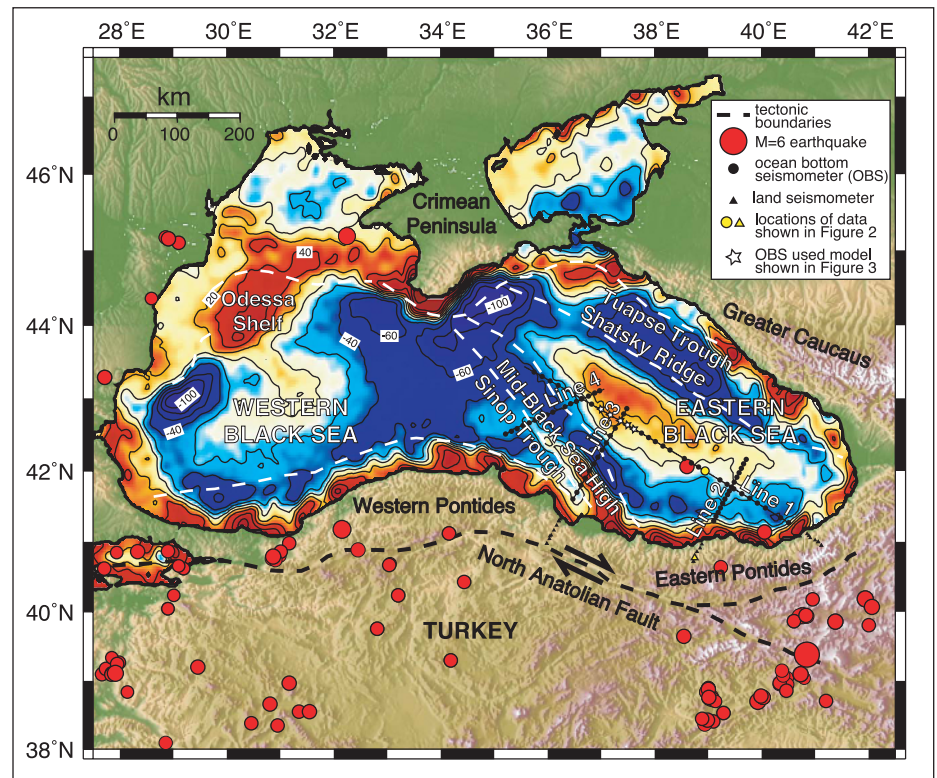 28˚E 30˚E 32˚E 34˚E 36˚E 38˚E 40˚E 42˚E
km
0 100 200
tectonic
boundaries
M=6 earthquake
ocean bottom
seismometer (OBS)
land seismometer
locations of data
shown in Figure 2
OBS used model
shown in Figure 3
46˚N
44˚N
42˚N
40˚N
38˚N
Crimean
Peninsula
40
20
Odessa
Shelf
-100
-60
-40
-60
-100
-40
Tuapse Trough
Shatsky Ridge
Greater Caucaus
WESTERN
BLACK SEA
Mid-Black Sea High
Sinop Trough
Line 4
Line 3
EASTERN
BLACK SEA
Line 2
Line 1
Western Pontides
Eastern Pontides
North Anatolian Fault
TURKEY